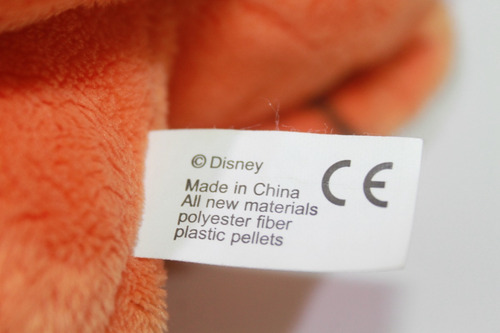 © Disney
Made in China
All new materials
polyester fiber
plastic pellets
CE